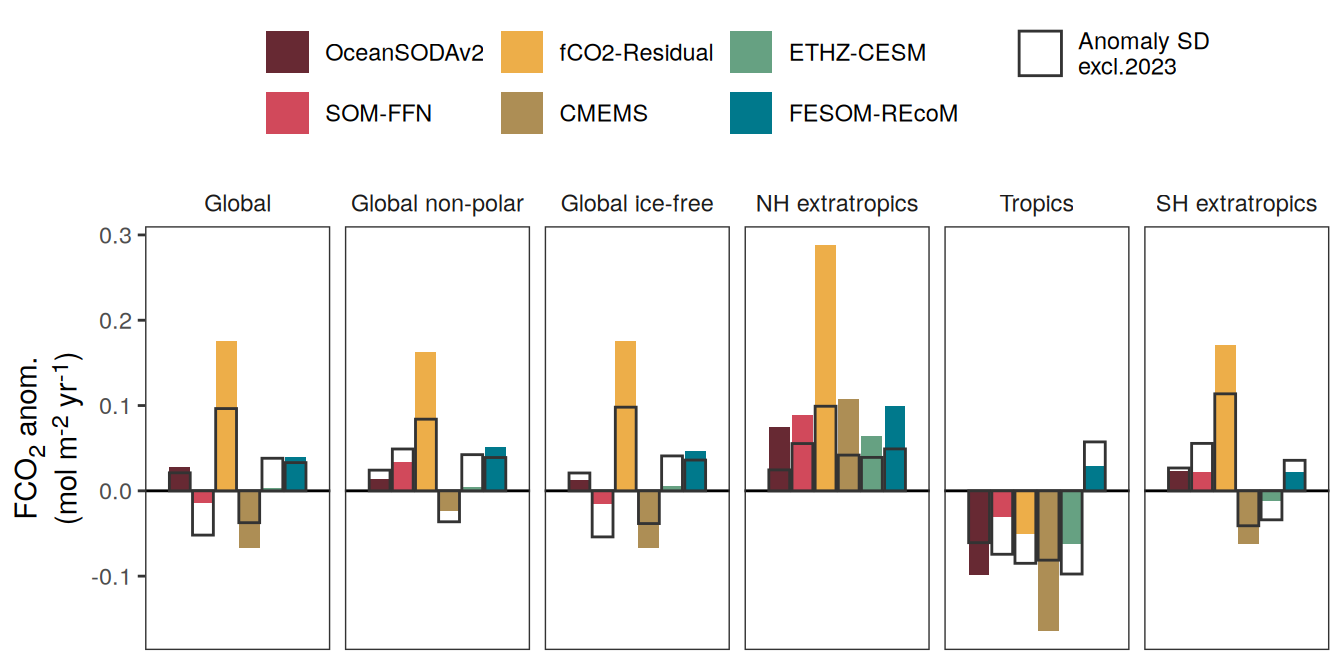 OceanSODAv2 fCO2-Residual ETHZ-CESM Anomaly SD
excl.2023
SOM-FFN CMEMS FESOM-REcoM
Global Global non-polar Global ice-free NH extratropics Tropics SH extratropics
FCO₂ anom.
(mol m⁻² yr⁻¹)
0.3
0.2
0.1
0.0
-0.1